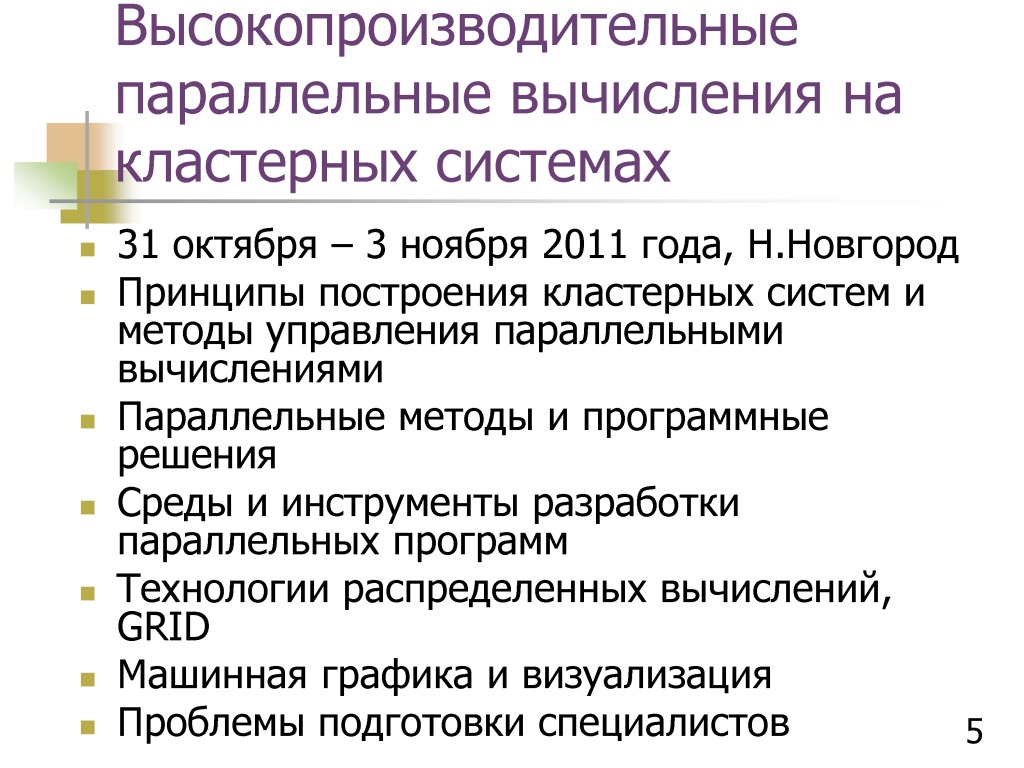 Высокопроизводительные
параллельные вычисления на
кластерных системах
31 октября – 3 ноября 2011 года, Н.Новгород
Принципы построения кластерных систем и
методы управления параллельными
вычислениями
Параллельные методы и программные
решения
Среды и инструменты разработки
параллельных программ
Технологии распределенных вычислений,
GRID
Машинная графика и визуализация
Проблемы подготовки специалистов
5